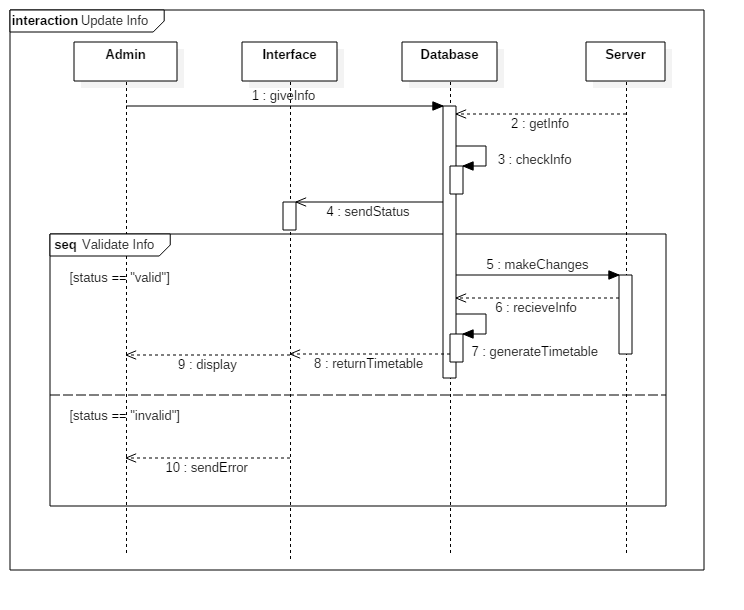 interaction Update Info
Admin
Interface
Database
Server
1 : giveInfo
2 : getInfo
3 : checkInfo
4 : sendStatus
seq Validate Info
[status == "valid"]
5 : makeChanges
6 : recieveInfo
7 : generateTimetable
8 : returnTimetable
9 : display
[status == "invalid"]
10 : sendError